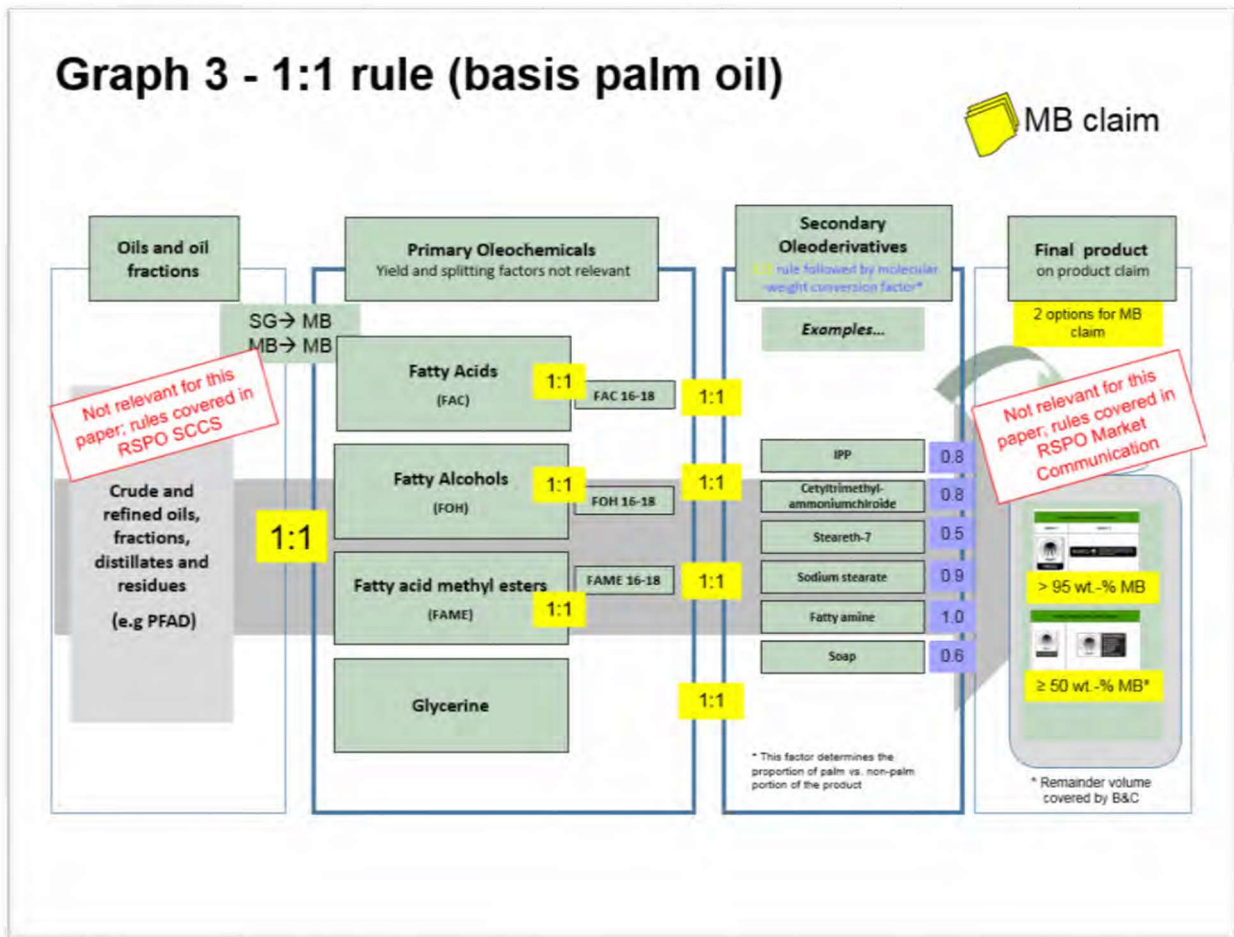 Graph 3 - 1:1 rule (basis palm oil)
MB claim
Oils and oil
fractions
Primary Oleochemicals
Yield and splitting factors not relevant
Secondary
Oleoderivatives
1:1 rule followed by molecular
weight conversion factor*
Final product
on product claim
SG→ MB
MB→ MB
Examples...
2 options for MB
claim
Not relevant for this
paper; rules covered in
RSPO SCCS
Crude and
refined oils,
fractions,
distillates and
residues
(e.g PFAD)
1:1
Fatty Acids
(FAC)
1:1
FAC 16-18
1:1
Fatty Alcohols
(FOH)
1:1
FOH 16-18
1:1
Fatty acid methyl esters
(FAME)
1:1
FAME 16-18
1:1
Glycerine
1:1
IPP
0.8
Cetyltrimethyl-
ammoniumchlroide
0.8
Steareth-7
0.5
Sodium stearate
0.9
Fatty amine
1.0
Soap
0.6
* This factor determines the
proportion of palm vs. non-palm
portion of the product
Not relevant for this
paper; rules covered in
RSPO Market
Communication
> 95 wt.-% MB
≥ 50 wt.-% MB*
* Remainder volume
covered by B&C